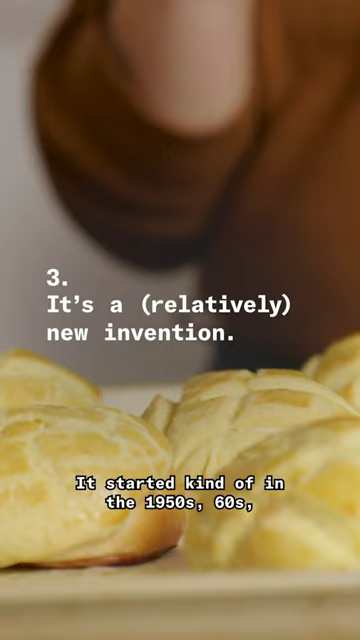 3.
It’s a (relatively)
new invention.
It started kind of in
the 1950s, 60s,